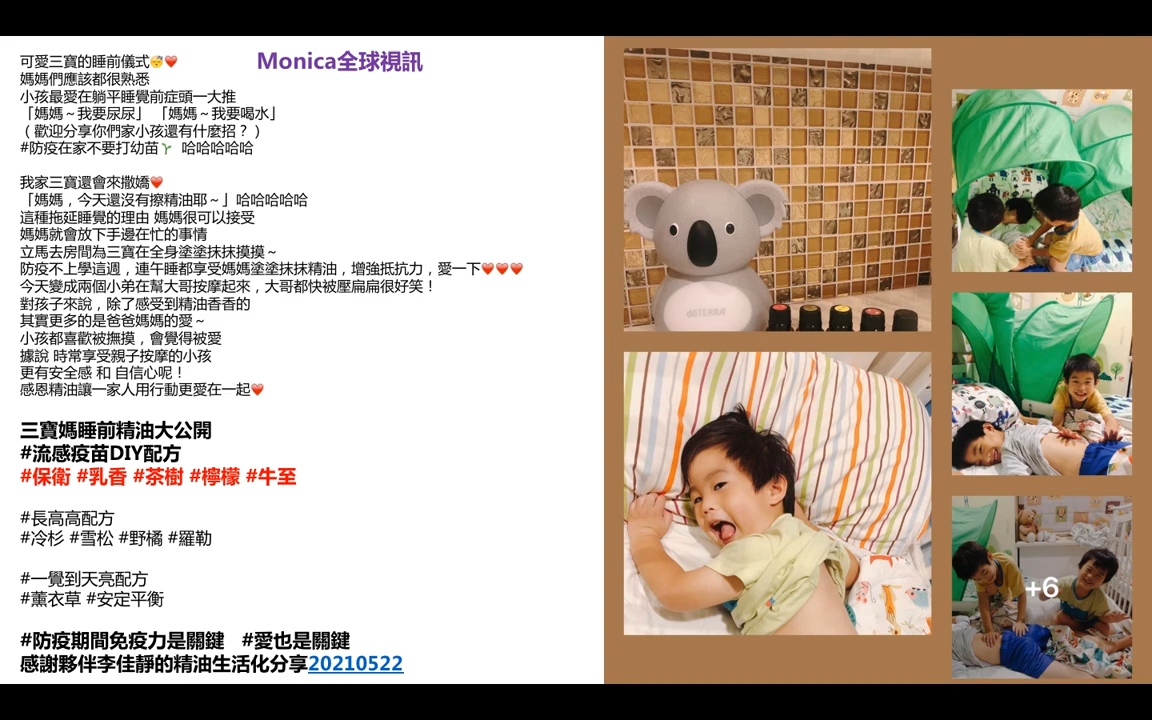 可愛三寶的睡前儀式😴❤️
Monica全球視訊
媽媽們應該都很熟悉
小孩最愛在躺平睡覺前症頭一大推
「媽媽~我要尿尿」 「媽媽~我要喝水」
( 歡迎分享你們家小孩還有什麼招？)
#防疫在家不要打幼苗🌱 哈哈哈哈哈
我家三寶還會來撒嬌❤️
「媽媽，今天還沒有擦精油耶~」哈哈哈哈哈
這種拖延睡覺的理由 媽媽很可以接受
媽媽就會放下手邊在忙的事情
立馬去房間為三寶在全身塗塗抹抹摸摸~
防疫不上學這週，連午睡都享受媽媽塗塗抹抹精油，增強抵抗力，愛一下❤️❤️❤️
今天變成兩個小弟在幫大哥按摩起來，大哥都快被壓扁扁很好笑！
對孩子來說，除了感受到精油香香的
其實更多的是爸爸媽媽的愛~
小孩都喜歡被撫摸，會覺得被愛
據說 時常享受親子按摩的小孩
更有安全感 和 自信心呢！
感恩精油讓一家人用行動更愛在一起❤️
三寶媽睡前精油大公開
#流感疫苗DIY配方
#保衛 #乳香 #茶樹 #檸檬 #牛至
#長高高配方
#冷杉 #雪松 #野橘 #羅勒
#一覺到天亮配方
#薰衣草 #安定平衡
#防疫期間免疫力是關鍵 #愛也是關鍵
感謝夥伴李佳靜的精油生活化分享20210522
dōTERRA
+6